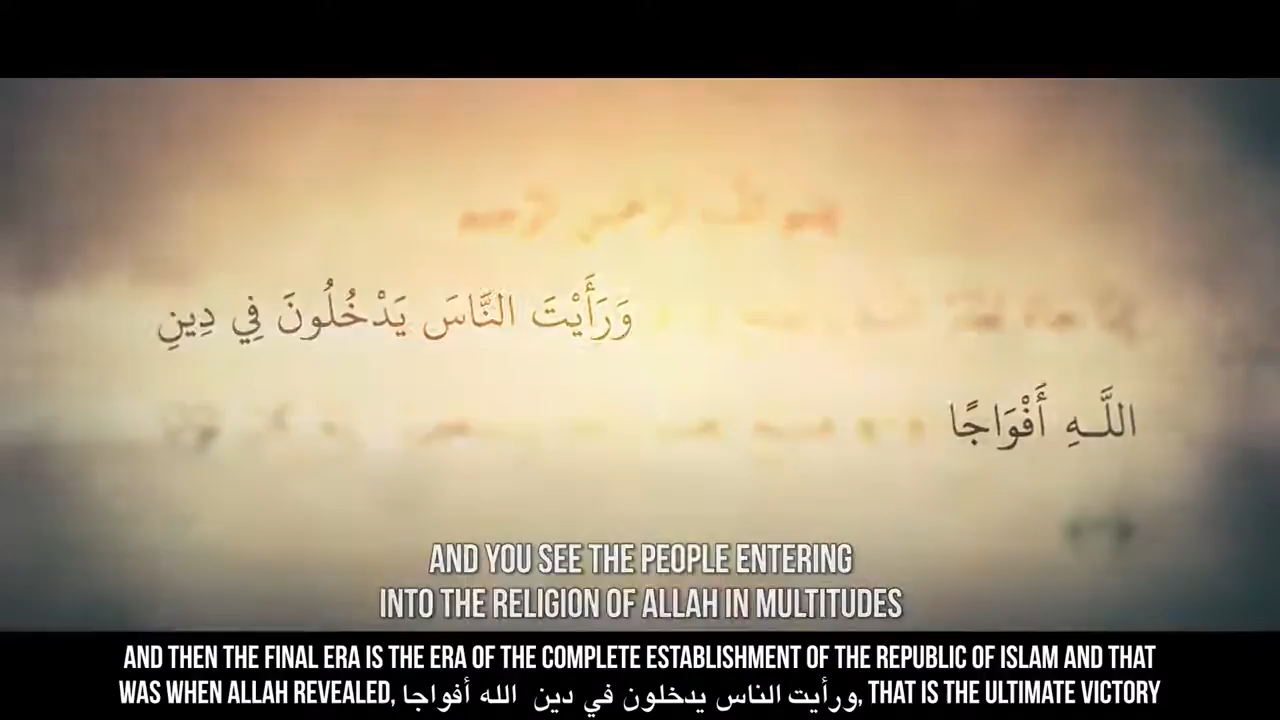 وَرَأَيْتَ النَّاسَ يَدْخُلُونَ فِي دِينِ
اللَّـهِ أَفْوَاجًا
AND YOU SEE THE PEOPLE ENTERING
INTO THE RELIGION OF ALLAH IN MULTITUDES
AND THEN THE FINAL ERA IS THE ERA OF THE COMPLETE ESTABLISHMENT OF THE REPUBLIC OF ISLAM AND THAT
WAS WHEN ALLAH REVEALED, ورأيت الناس يدخلون في دين الله أفواجا, THAT IS THE ULTIMATE VICTORY